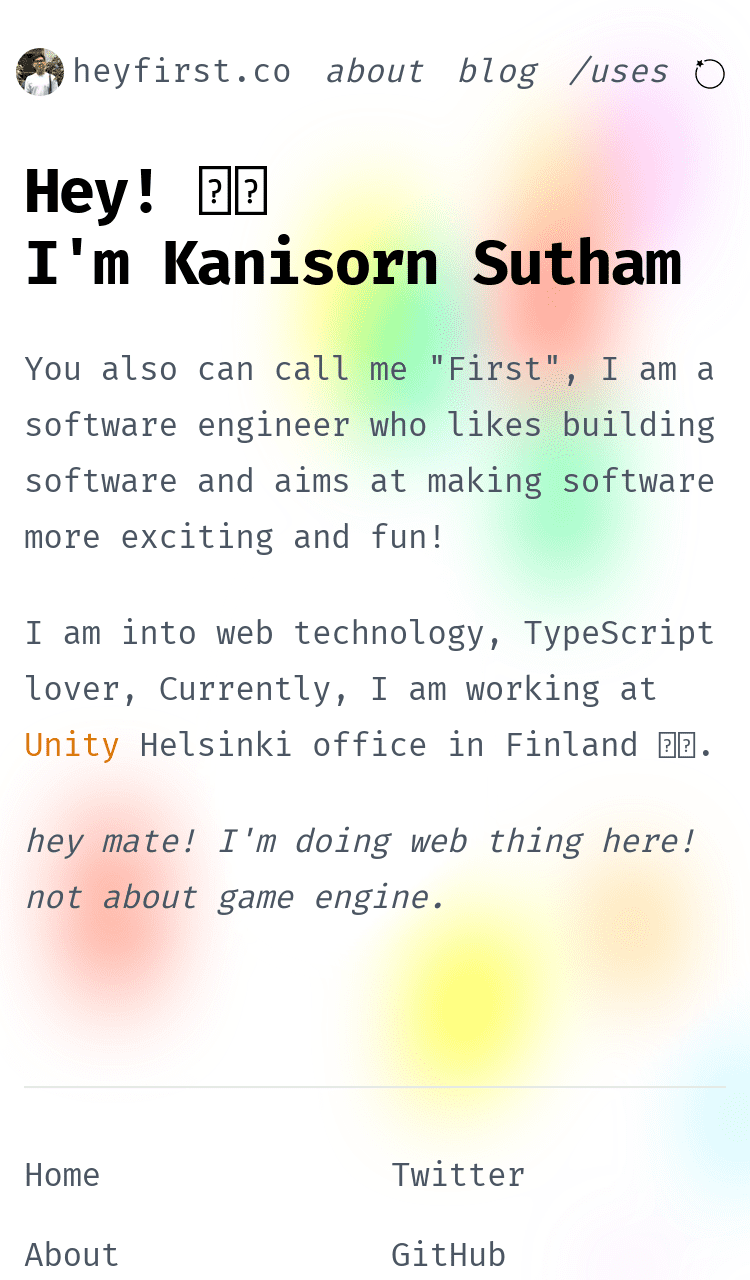 heyfirst.co about blog /uses
Hey!
I'm Kanisorn Sutham
You also can call me "First", I am a
software engineer who likes building
software and aims at making software
more exciting and fun!
I am into web technology, TypeScript
lover, Currently, I am working at
Unity Helsinki office in Finland .
hey mate! I'm doing web thing here!
not about game engine.
Home Twitter
About GitHub